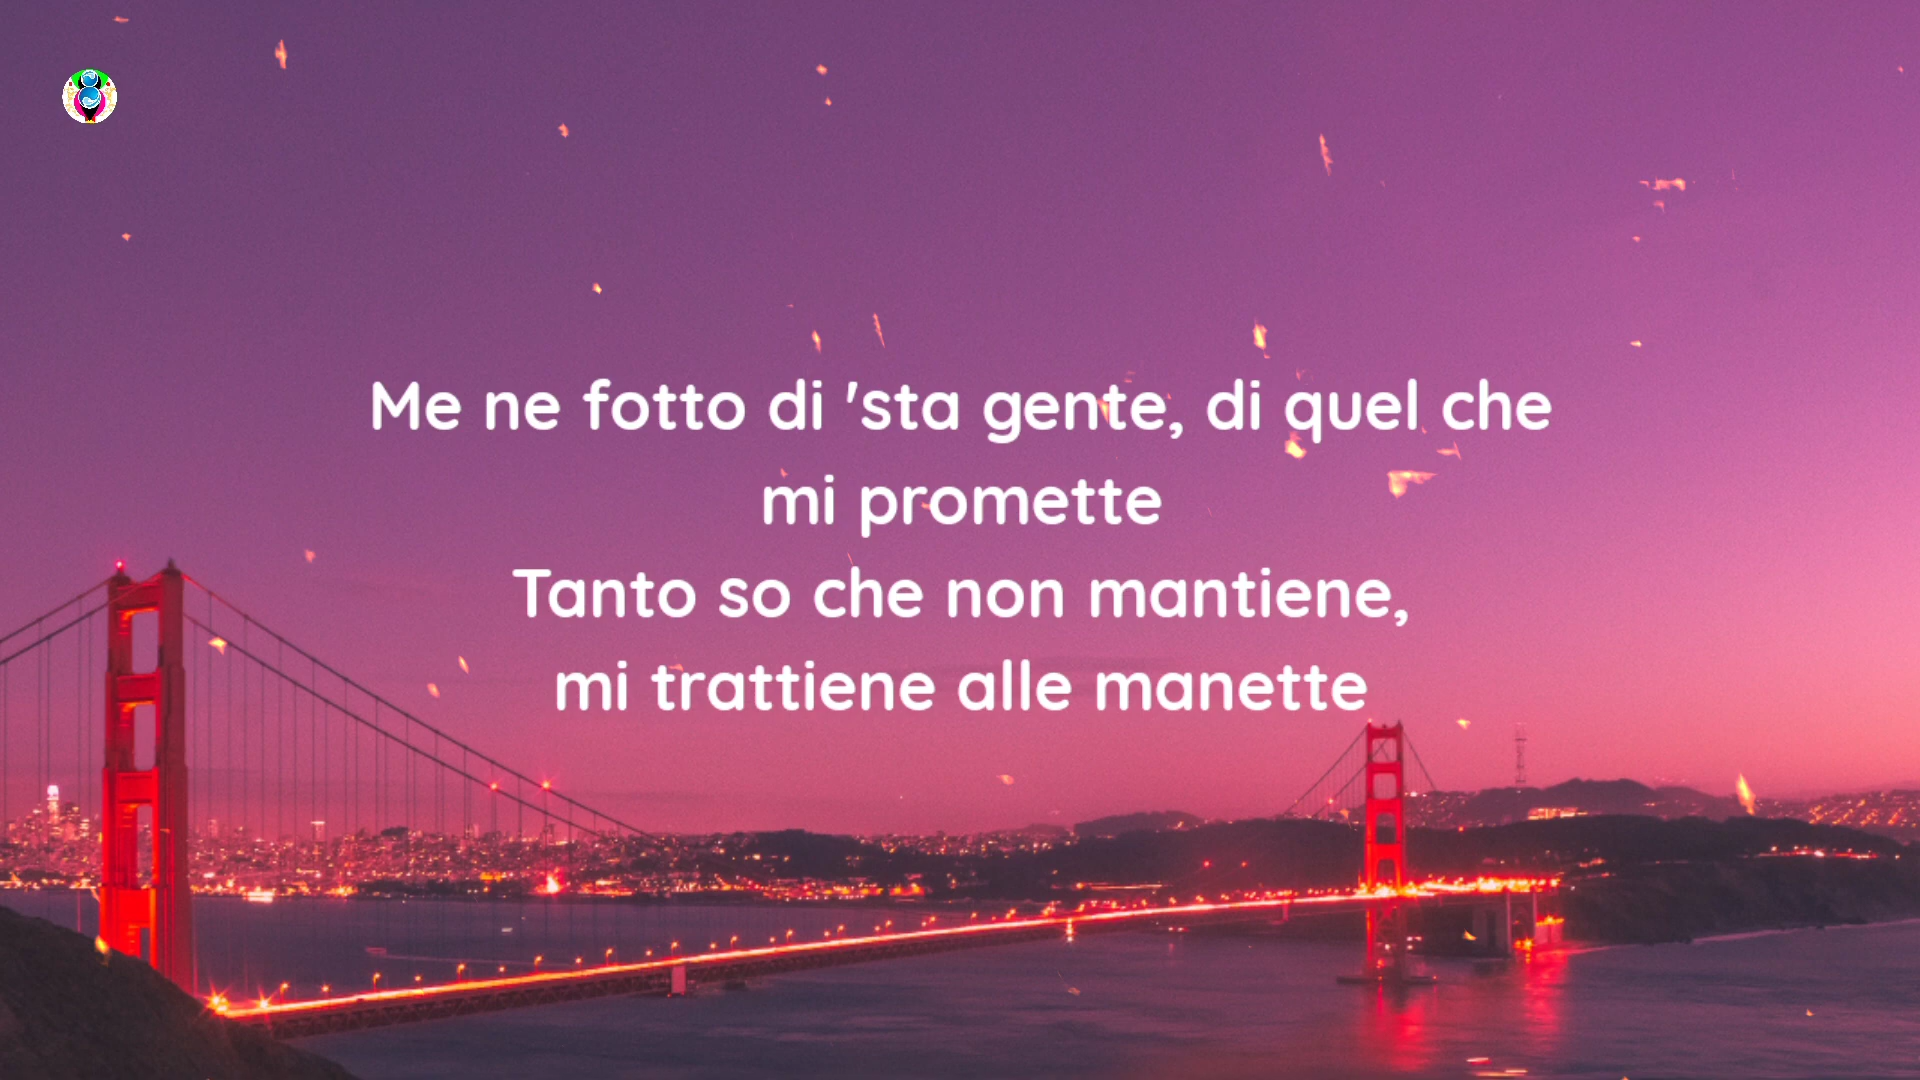 Me ne fotto di 'sta gente, di quel che
mi promette
Tanto so che non mantiene,
mi trattiene alle manette